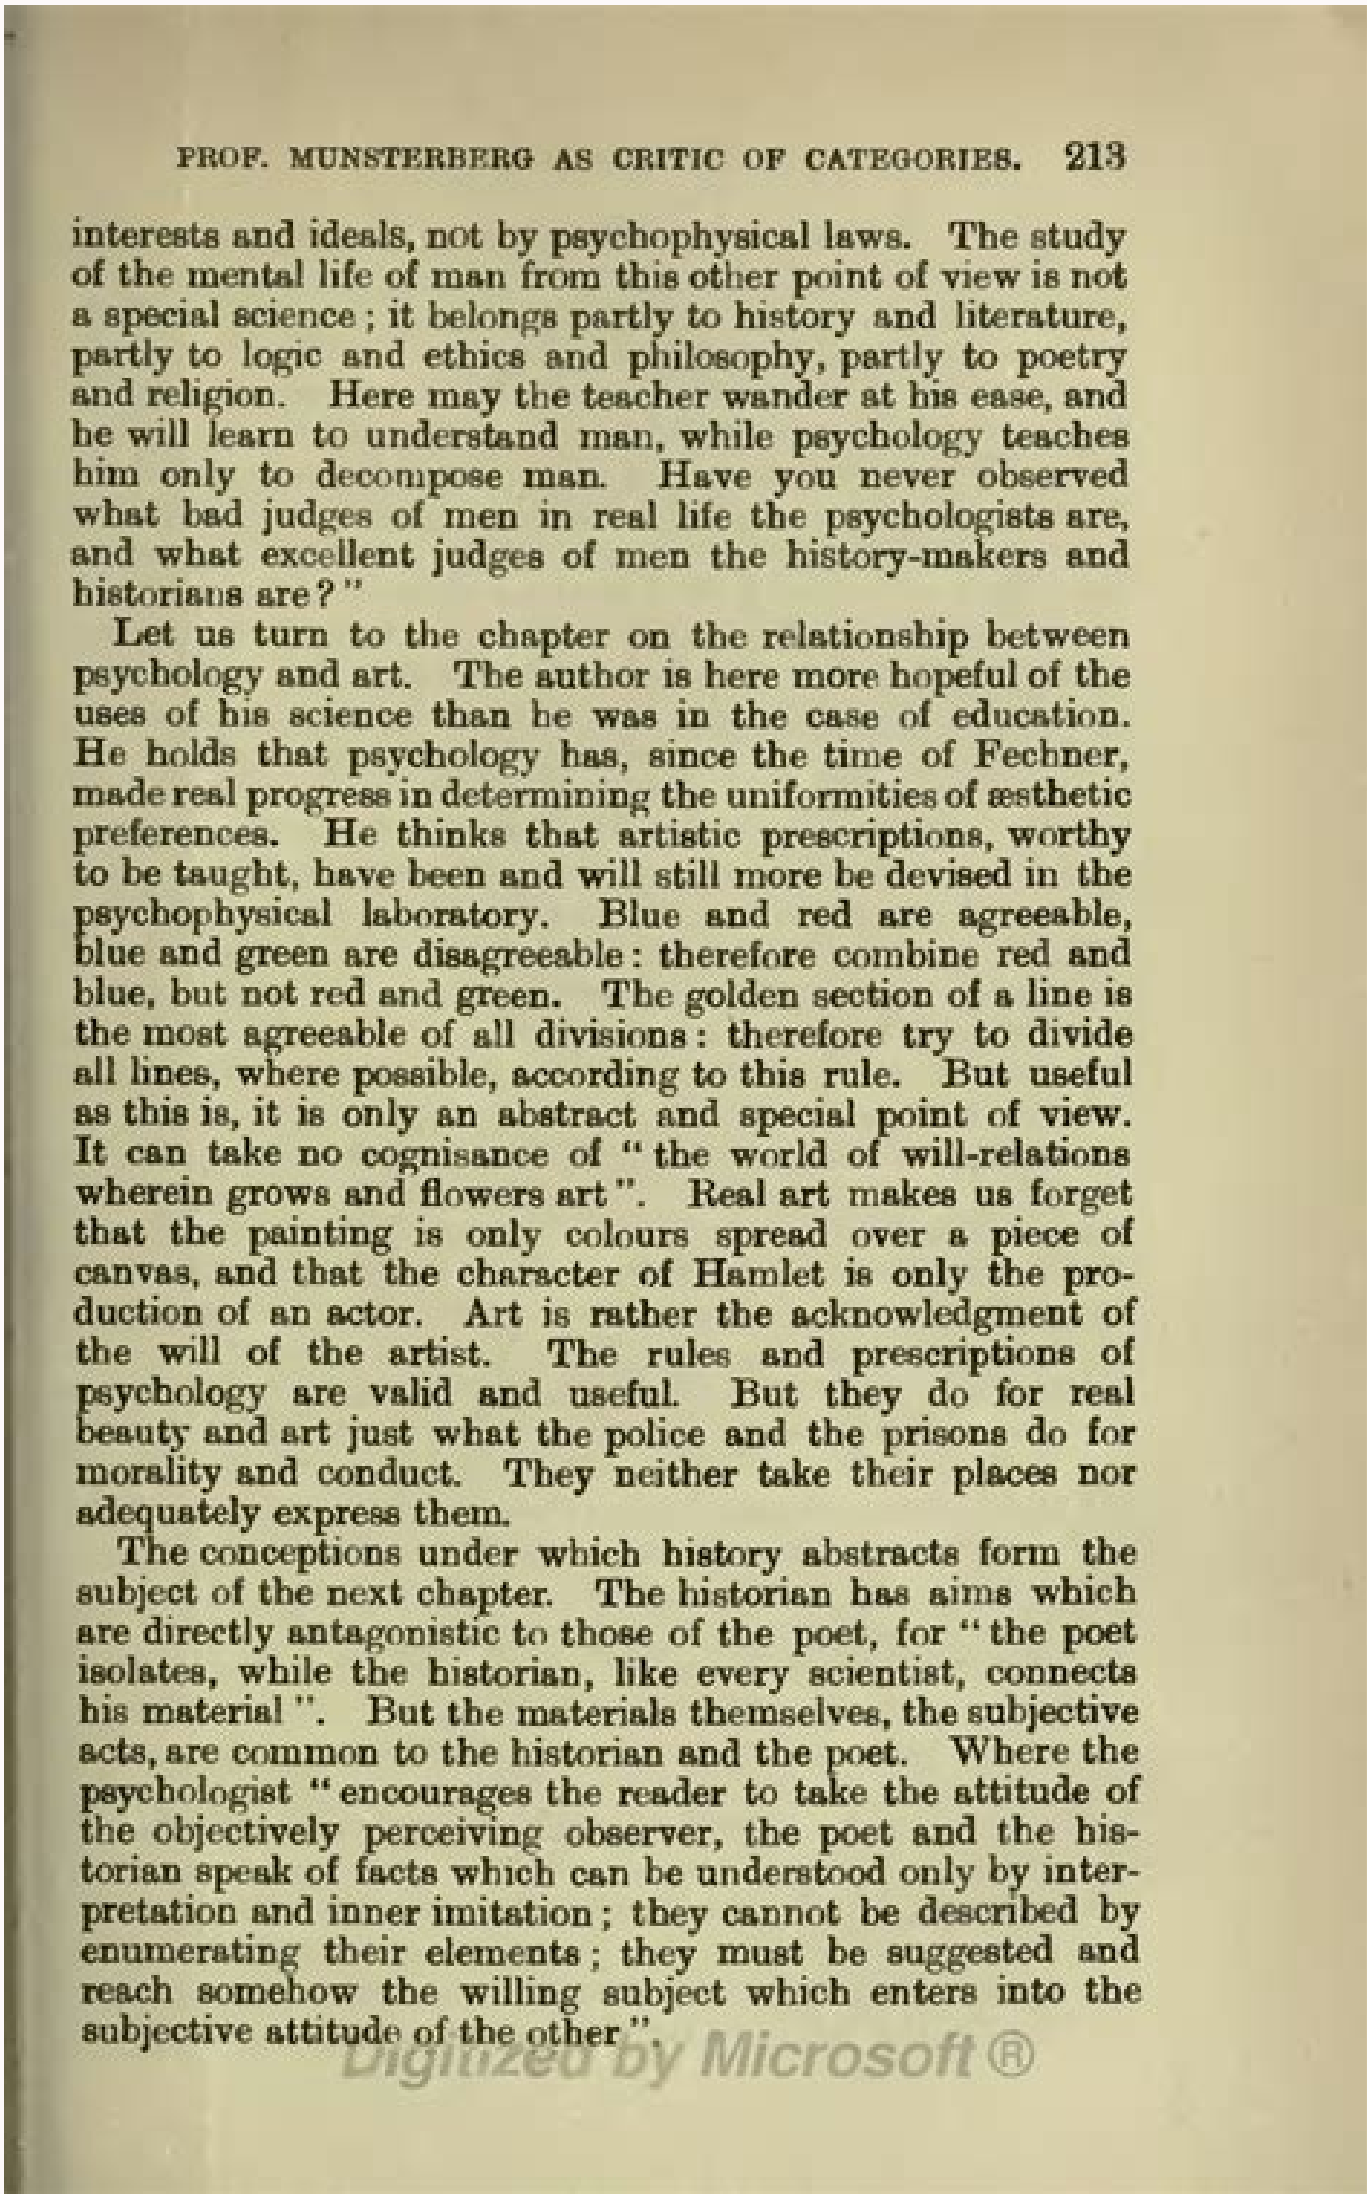 PROF. MUNSTERBERG AS CRITIC OF CATEGORIES. 213
interests and ideals, not by psychophysical laws. The study
of the mental life of man from this other point of view is not
a special science ; it belongs partly to history and literature,
partly to logic and ethics and philosophy, partly to poetry
and religion. Here may the teacher wander at his ease, and
he will learn to understand man, while psychology teaches
him only to decompose man. Have you never observed
what bad judges of men in real life the psychologists are,
and what excellent judges of men the history-makers and
historians are ? "
Let us turn to the chapter on the relationship between
psychology and art. The author is here more hopeful of the
uses of his science than he was in the case of education.
He holds that psychology has, since the time of Fechner,
made real progress in determining the uniformities of æsthetic
preferences. He thinks that artistic prescriptions, worthy
to be taught, have been and will still more be devised in the
psychophysical laboratory. Blue and red are agreeable,
blue and green are disagreeable : therefore combine red and
blue, but not red and green. The golden section of a line is
the most agreeable of all divisions : therefore try to divide
all lines, where possible, according to this rule. But useful
as this is, it is only an abstract and special point of view.
It can take no cognisance of " the world of will-relations
wherein grows and flowers art ". Real art makes us forget
that the painting is only colours spread over a piece of
canvas, and that the character of Hamlet is only the pro-
duction of an actor. Art is rather the acknowledgment of
the will of the artist. The rules and prescriptions of
psychology are valid and useful. But they do for real
beauty and art just what the police and the prisons do for
morality and conduct. They neither take their places nor
adequately express them.
The conceptions under which history abstracts form the
subject of the next chapter. The historian has aims which
are directly antagonistic to those of the poet, for " the poet
isolates, while the historian, like every scientist, connects
his material ". But the materials themselves, the subjective
acts, are common to the historian and the poet. Where the
psychologist " encourages the reader to take the attitude of
the objectively perceiving observer, the poet and the his-
torian speak of facts which can be understood only by inter-
pretation and inner imitation ; they cannot be described by
enumerating their elements ; they must be suggested and
reach somehow the willing subject which enters into the
subjective attitude of the other ".
Digitized by Microsoft ®